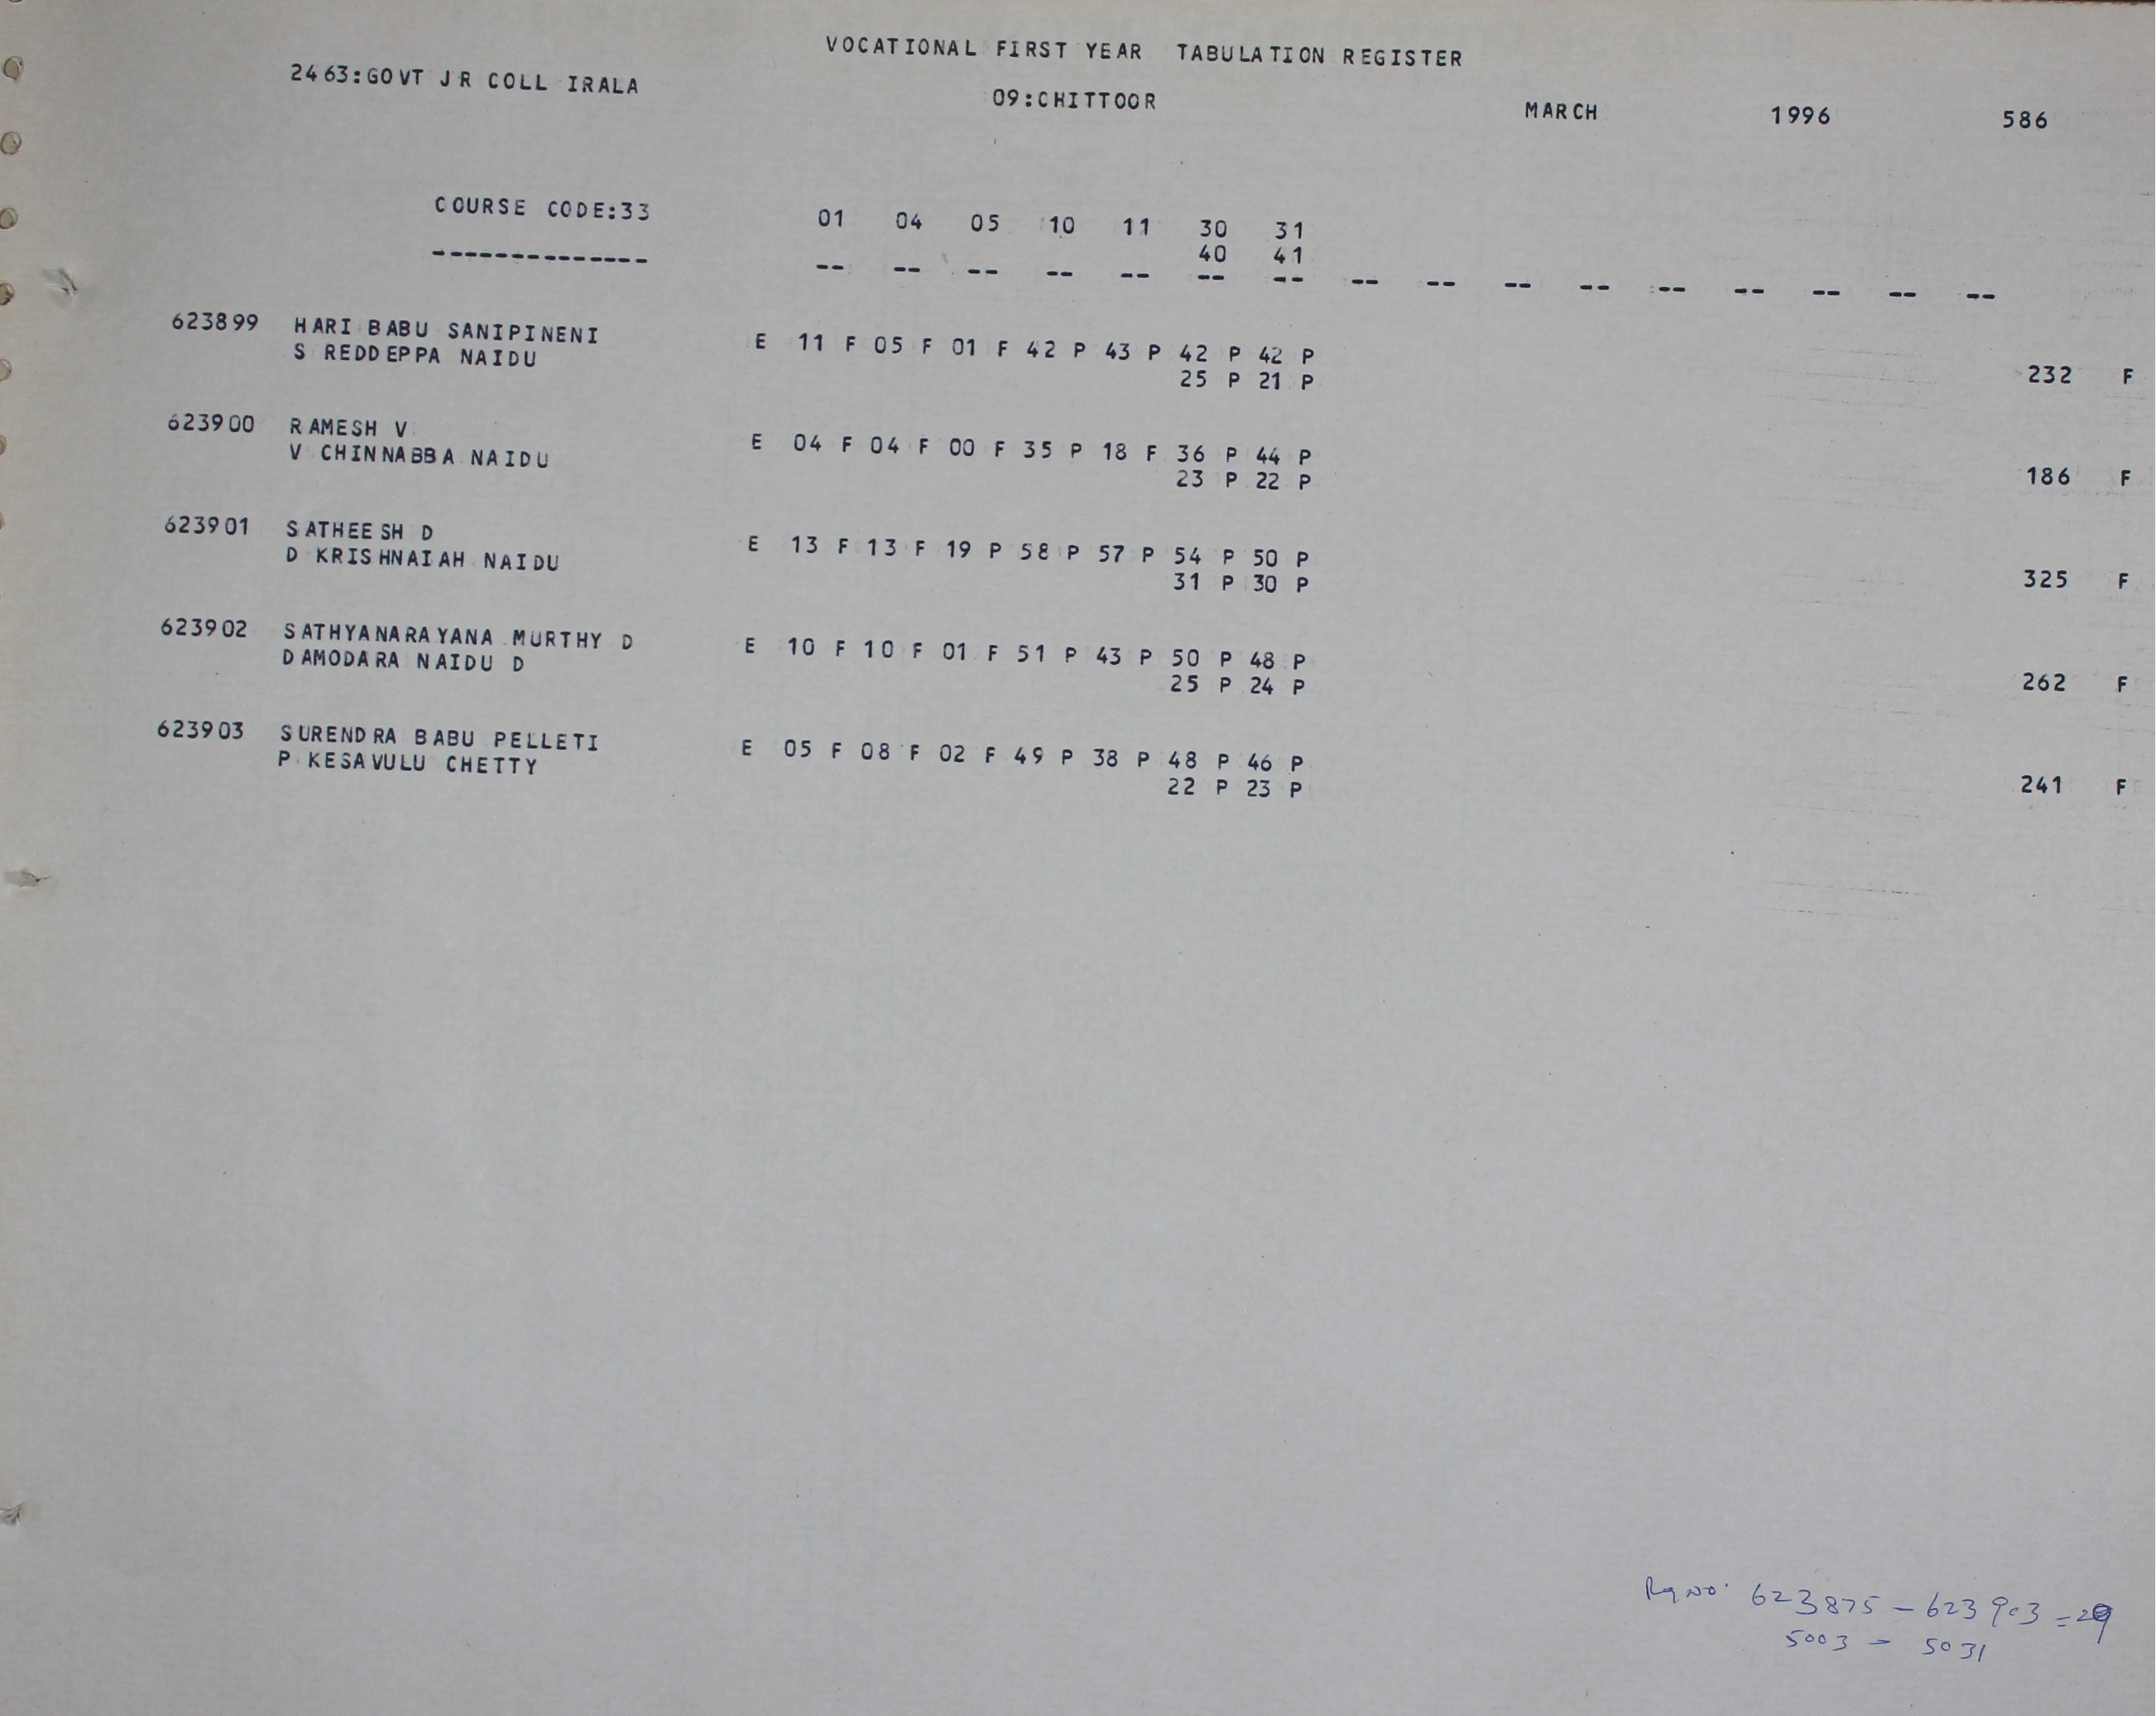 VOCATIONAL FIRST YEAR TABULATION REGISTER
2463:GOVT JR COLL IRALA 09:CHITTOOR MARCH 1996 586
COURSE CODE:33 01 04 05 10 11 30 31
40 41
-------------- -- -- -- -- -- -- -- -- -- -- -- -- -- -- -- --
623899 HARI BABU SANIPINENI E 11 F 05 F 01 F 42 P 43 P 42 P 42 P
S REDDEPPA NAIDU 25 P 21 P 232 F
623900 RAMESH V E 04 F 04 F 00 F 35 P 18 F 36 P 44 P
V CHINNABBA NAIDU 23 P 22 P 186 F
623901 SATHEESH D E 13 F 13 F 19 P 58 P 57 P 54 P 50 P
D KRISHNAIAH NAIDU 31 P 30 P 325 F
623902 SATHYANARAYANA MURTHY D E 10 F 10 F 01 F 51 P 43 P 50 P 48 P
DAMODARA NAIDU D 25 P 24 P 262 F
623903 SURENDRA BABU PELLETI E 05 F 08 F 02 F 49 P 38 P 48 P 46 P
P KESAVULU CHETTY 22 P 23 P 241 F
Rg No. 623875 - 623903 = 29
5003 - 5031